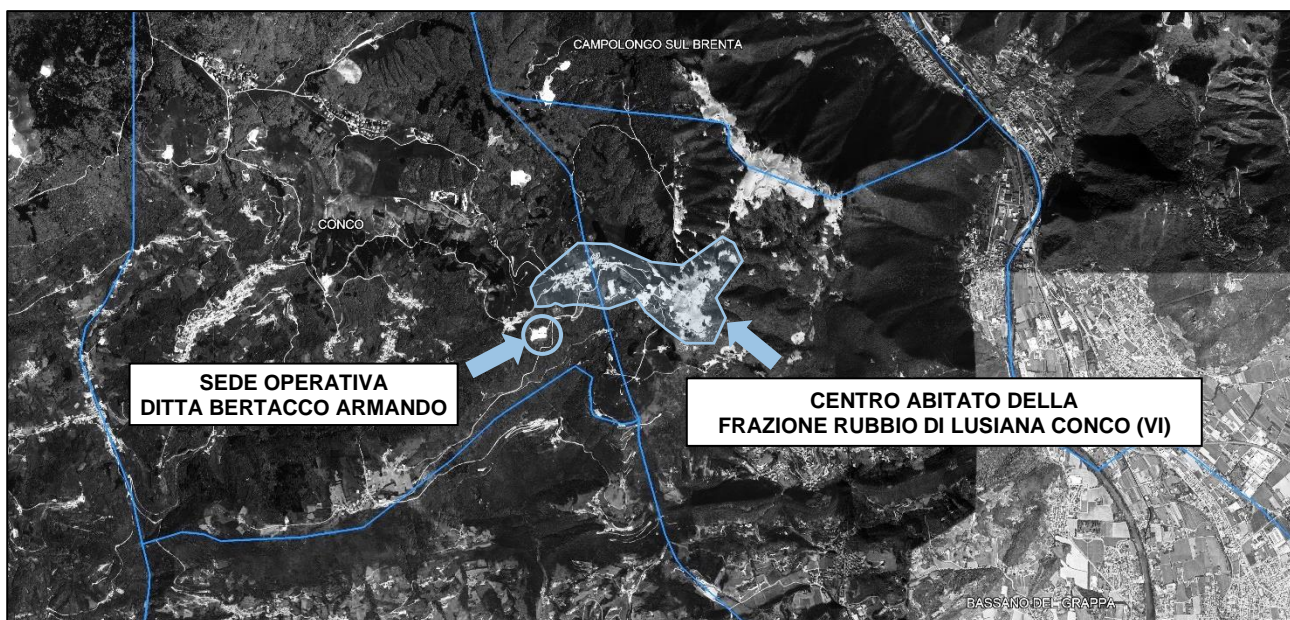 CAMPOLONGO SUL BRENTA
CONCO
SEDE OPERATIVA
DITTA BERTACCO ARMANDO
CENTRO ABITATO DELLA
FRAZIONE RUBBIO DI LUSIANA CONCO (VI)
BASSANO DEL GRAPPA